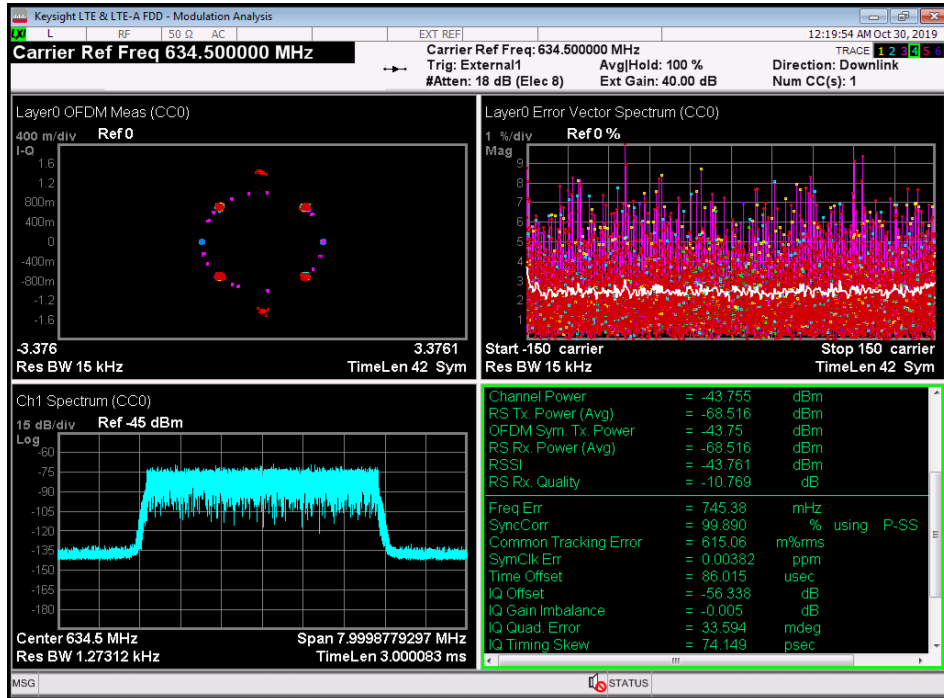 Keysight LTE & LTE-A FDD - Modulation Analysis
LXI L RF 50 Ω AC EXT REF 12:19:54 AM Oct 30, 2019
Carrier Ref Freq 634.500000 MHz
Carrier Ref Freq: 634.500000 MHz
Trig: External1 Avg|Hold: 100 % Direction: Downlink
#Atten: 18 dB (Elec 8) Ext Gain: 40.00 dB Num CC(s): 1
TRACE 1 2 3 4 5 6
Layer0 OFDM Meas (CC0)
400 m/div Ref 0
I-Q
1.6
1.2
800m
400m
0
-400m
-800m
-1.2
-1.6
-3.376 3.3761
Res BW 15 kHz TimeLen 42 Sym
Layer0 Error Vector Spectrum (CC0)
1 %/div Ref 0 %
Mag
9
8
7
6
5
4
3
2
1
Start -150 carrier Stop 150 carrier
Res BW 15 kHz TimeLen 42 Sym
Ch1 Spectrum (CC0)
15 dB/div Ref -45 dBm
Log
-60
-75
-90
-105
-120
-135
-150
-165
-180
Center 634.5 MHz Span 7.9998779297 MHz
Res BW 1.27312 kHz TimeLen 3.000083 ms
Channel Power = -43.755 dBm
RS Tx. Power (Avg) = -68.516 dBm
OFDM Sym. Tx. Power = -43.75 dBm
RS Rx. Power (Avg) = -68.516 dBm
RSSI = -43.761 dBm
RS Rx. Quality = -10.769 dB
Freq Err = 745.38 mHz
SyncCorr = 99.890 % using P-SS
Common Tracking Error = 615.06 m%rms
SymClk Err = 0.00382 ppm
Time Offset = 86.015 usec
IQ Offset = -56.338 dB
IQ Gain Imbalance = -0.005 dB
IQ Quad. Error = 33.594 mdeg
IQ Timing Skew = 74.149 psec
MSG STATUS